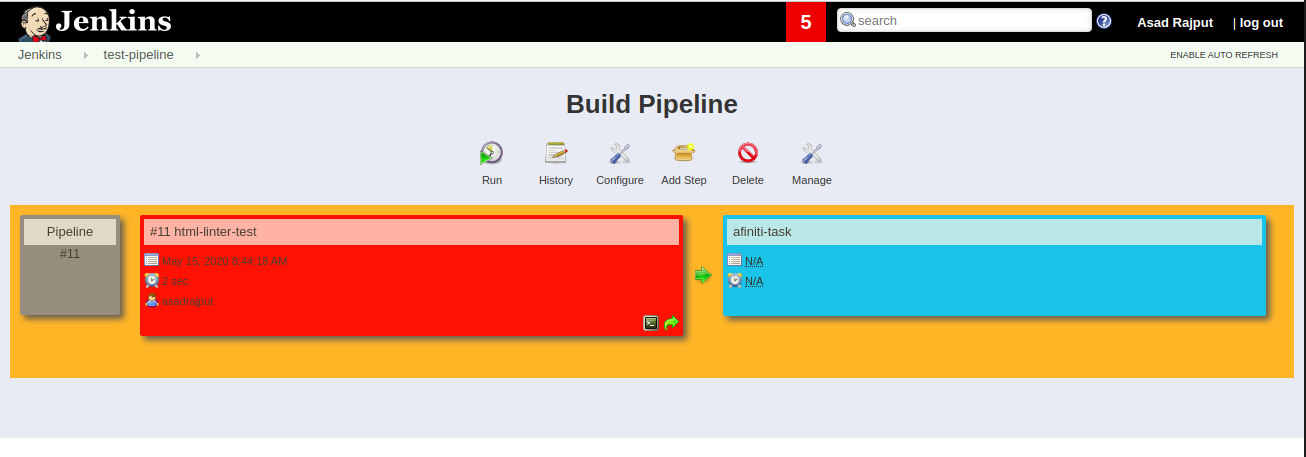 Jenkins
5
search
?
Asad Rajput
| log out
Jenkins
test-pipeline
ENABLE AUTO REFRESH
Build Pipeline
Run
History
Configure
Add Step
Delete
Manage
Pipeline
#11
#11 html-linter-test
May 15, 2020 8:44:18 AM
2 sec
asadrajput
afiniti-task
N/A
N/A